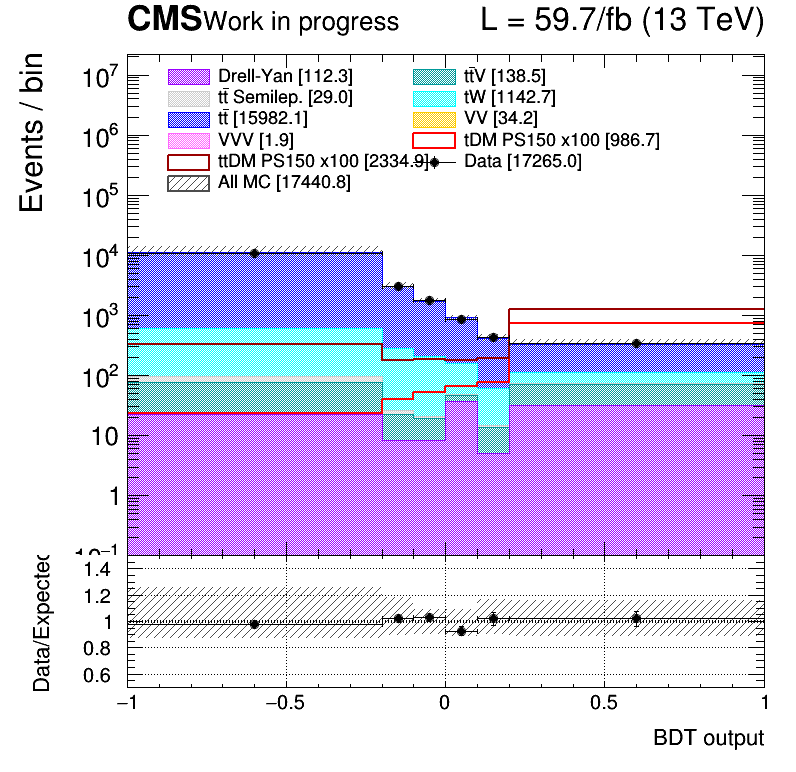 CMS Work in progress L = 59.7/fb (13 TeV)
Events / bin
Drell-Yan [112.3] tt̄V [138.5]
tt̄ Semilep. [29.0] tW [1142.7]
tt̄ [15982.1] VV [34.2]
VVV [1.9] tDM PS150 x100 [986.7]
ttDM PS150 x100 [2334.9] Data [17265.0]
All MC [17440.8]
10⁷
10⁶
10⁵
10⁴
10³
10²
10
1
10⁻¹
Data/Expected
1.4
1.2
1
0.8
0.6
−1 −0.5 0 0.5 1
BDT output